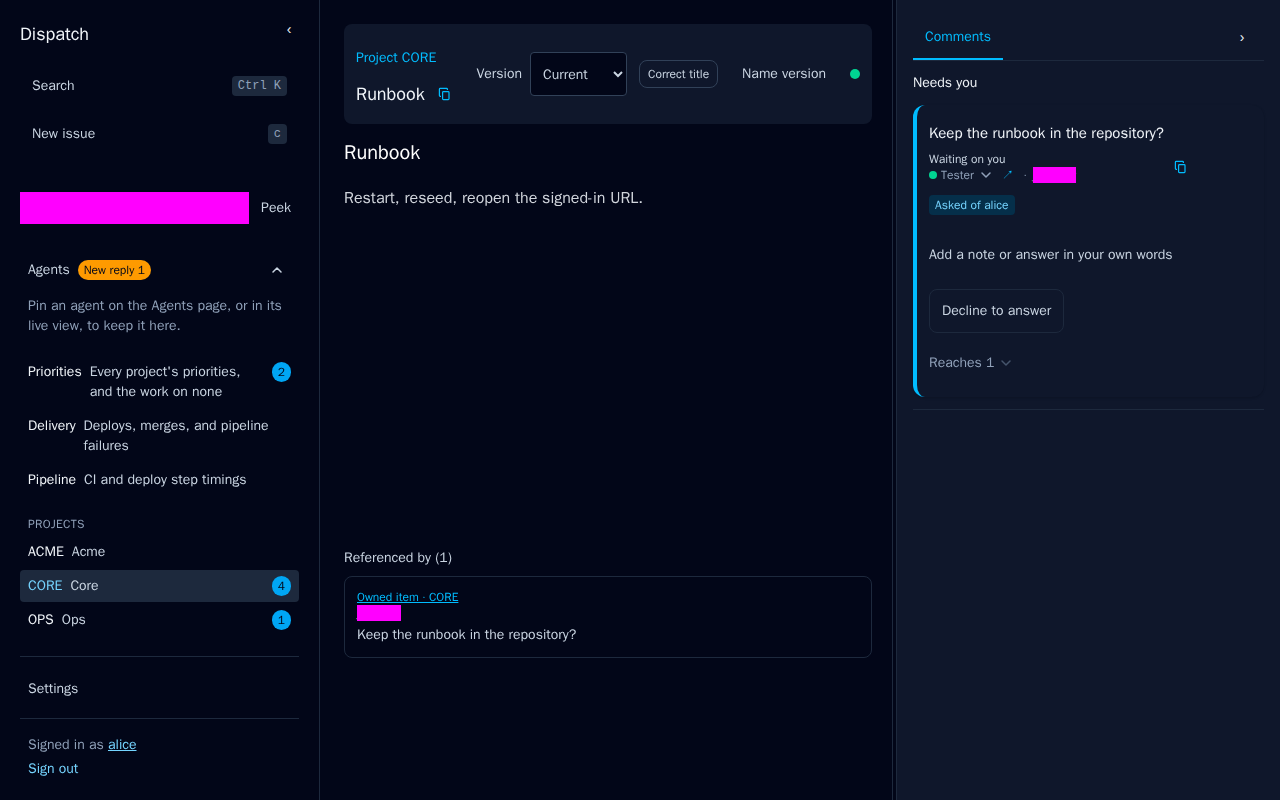 Dispatch
Search
Ctrl K
New issue
C
Peek
Agents
New reply 1
Pin an agent on the Agents page, or in its
live view, to keep it here.
Priorities
Every project's priorities,
and the work on none
2
Delivery
Deploys, merges, and pipeline
failures
Pipeline
CI and deploy step timings
PROJECTS
ACME Acme
CORE Core
4
OPS Ops
1
Settings
Signed in as alice
Sign out
Project CORE
Runbook
Version
Current
Correct title
Name version
Runbook
Restart, reseed, reopen the signed-in URL.
Referenced by (1)
Owned item · CORE
Keep the runbook in the repository?
Comments
Needs you
Keep the runbook in the repository?
Waiting on you
Tester
·
Asked of alice
Add a note or answer in your own words
Decline to answer
Reaches 1